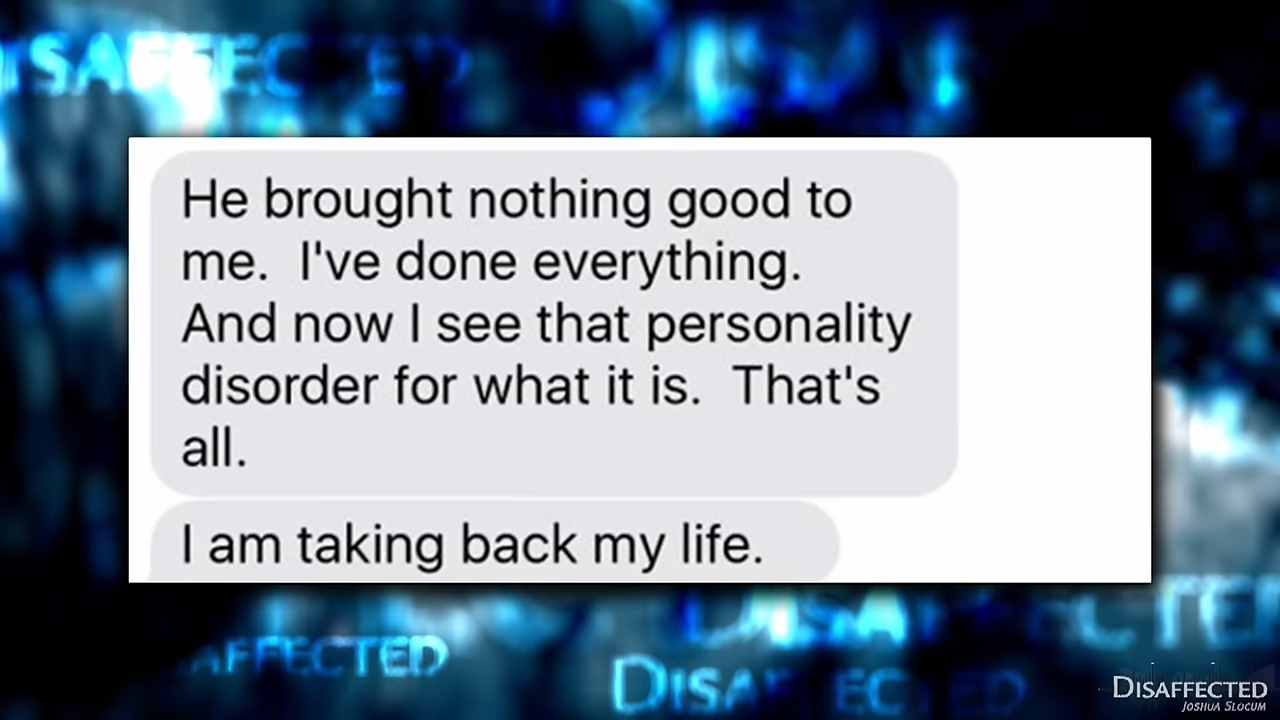 DISAFFECTED
He brought nothing good to
me.  I've done everything.
And now I see that personality
disorder for what it is.  That's
all.
I am taking back my life.
AFFECTED
DISAFFECTED
JOSHUA SLOCUM